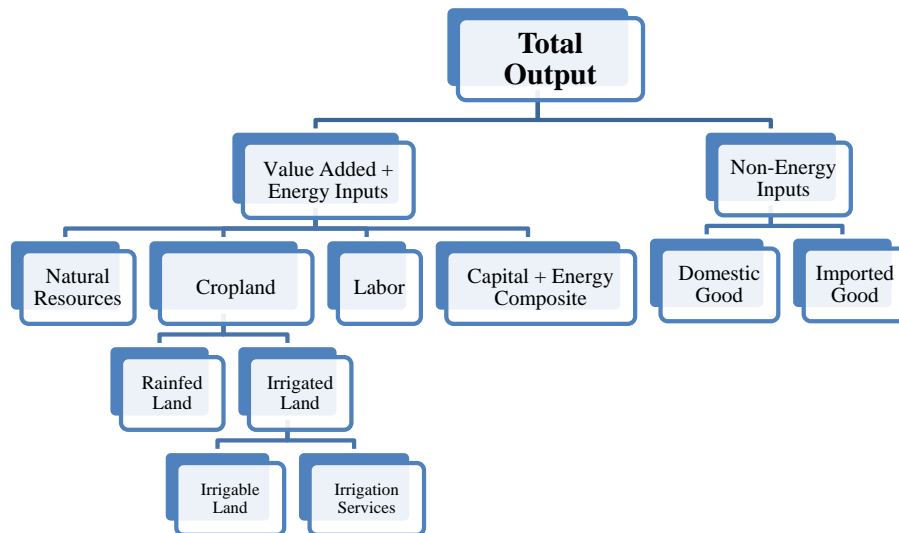 Total
Output
Value Added +
Energy Inputs
Non-Energy
Inputs
Natural
Resources
Cropland
Labor
Capital + Energy
Composite
Domestic
Good
Imported
Good
Rainfed
Land
Irrigated
Land
Irrigable
Land
Irrigation
Services